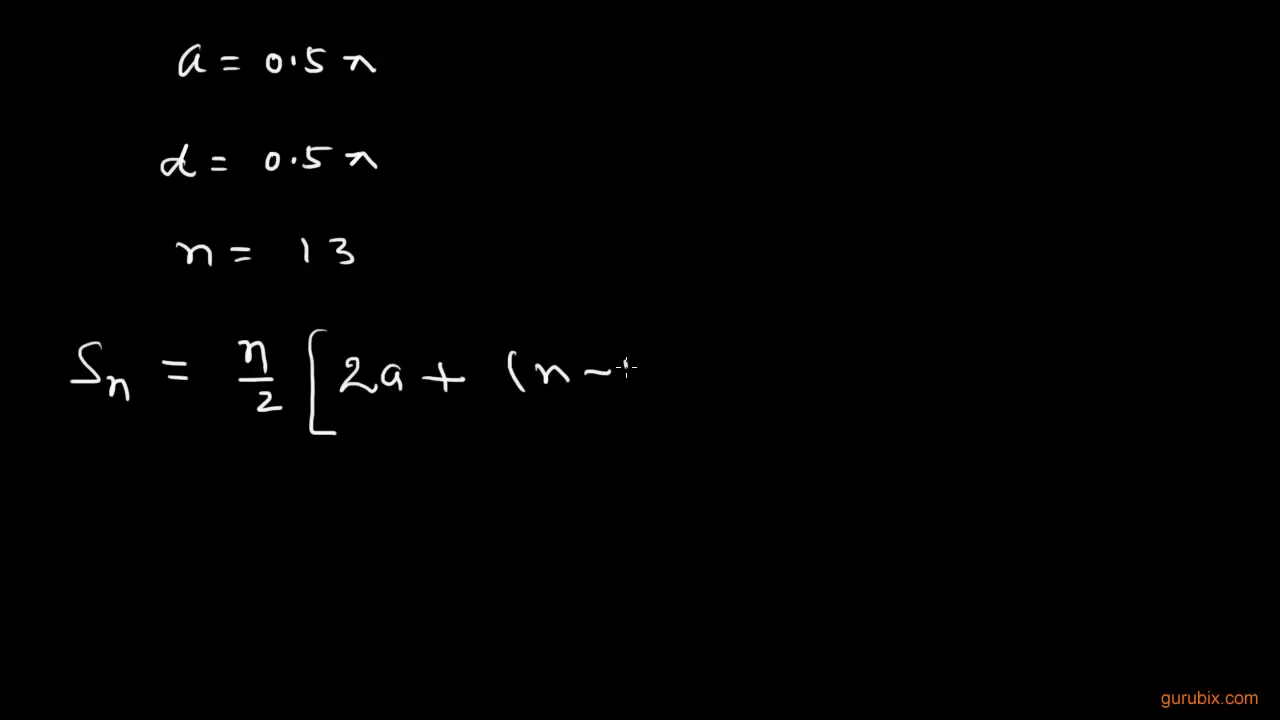 a = 0.5 π
d = 0.5 π
n = 13
Sn = n/2 [2a + (n -
gurubix.com